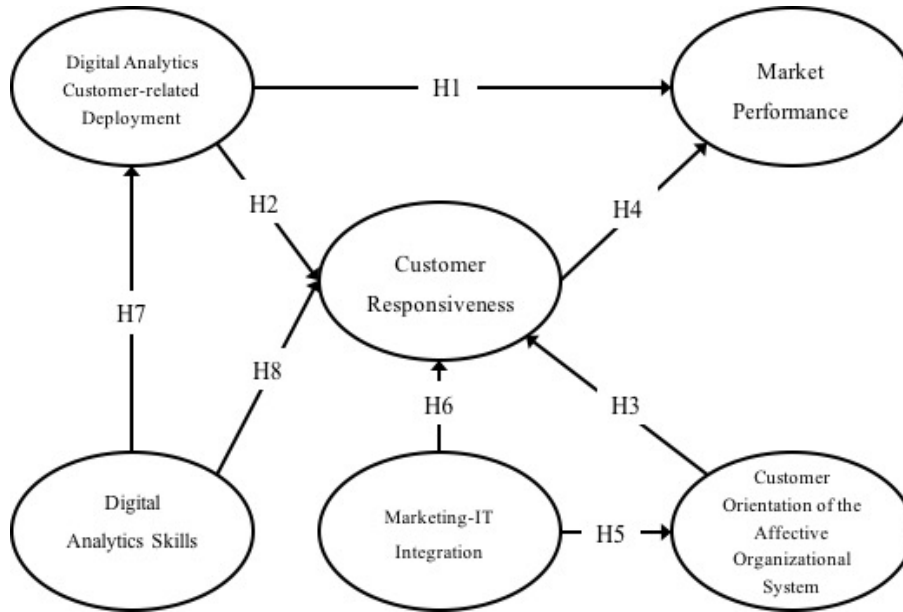 Digital Analytics
Customer-related
Deployment
H1
Market
Performance
H2
H4
Customer
Responsiveness
H7
H8
H6
H3
Digital
Analytics Skills
Marketing-IT
Integration
H5
Customer
Orientation of the
Affective
Organizational
System